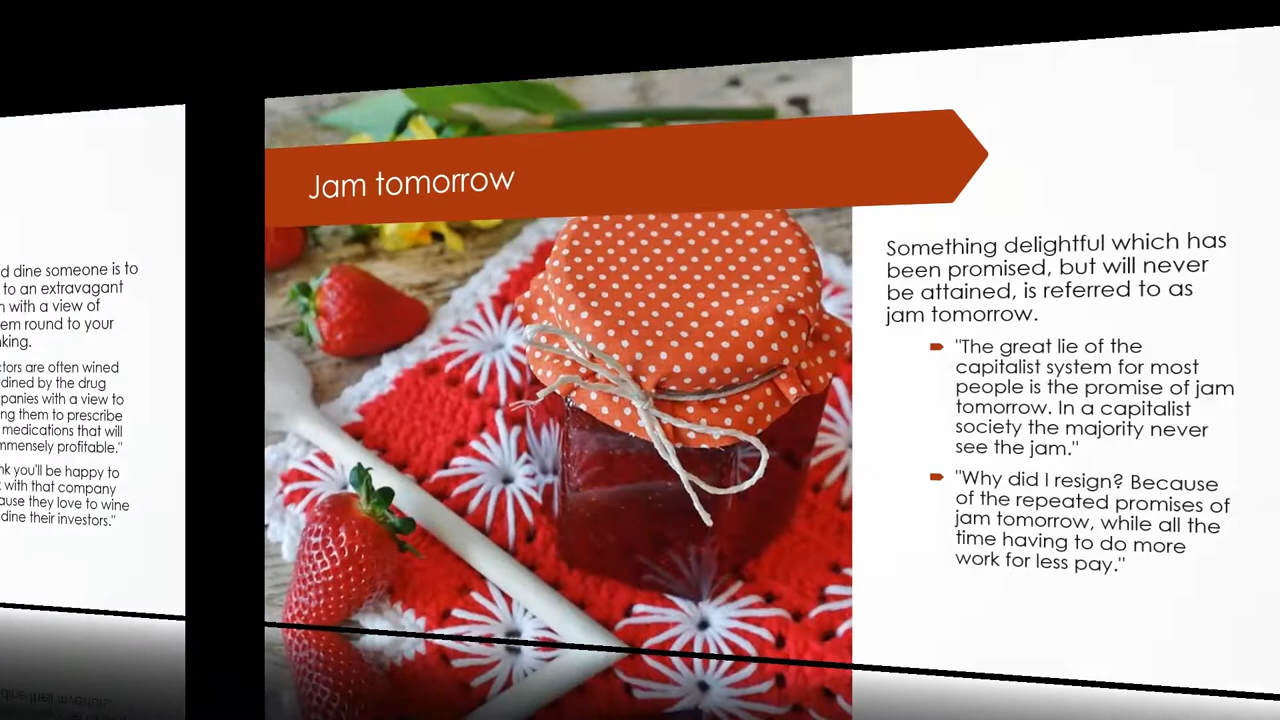 d dine someone is to
to an extravagant
with a view of
em round to your
king.
ctors are often wined
dined by the drug
panies with a view to
ng them to prescribe
medications that will
mmensely profitable."
nk you'll be happy to
with that company
ause they love to wine
dine their investors."
Jam tomorrow
Something delightful which has
been promised, but will never
be attained, is referred to as
jam tomorrow.
"The great lie of the
capitalist system for most
people is the promise of jam
tomorrow. In a capitalist
society the majority never
see the jam."
"Why did I resign? Because
of the repeated promises of
jam tomorrow, while all the
time having to do more
work for less pay."